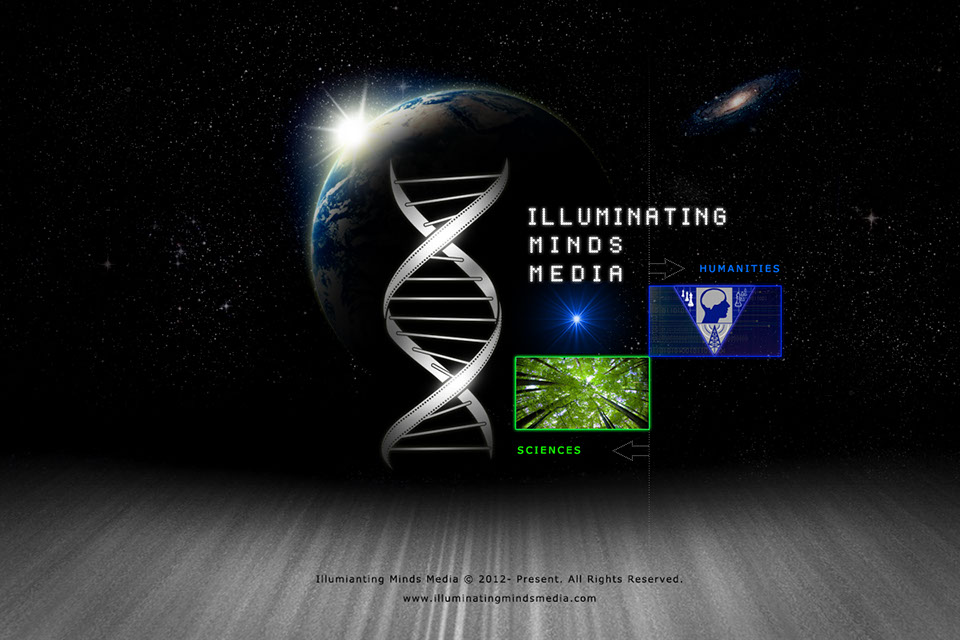 ILLUMINATING
MINDS
MEDIA
HUMANITIES
SCIENCES
Illumianting Minds Media © 2012- Present, All Rights Reserved.
www.illuminatingmindsmedia.com